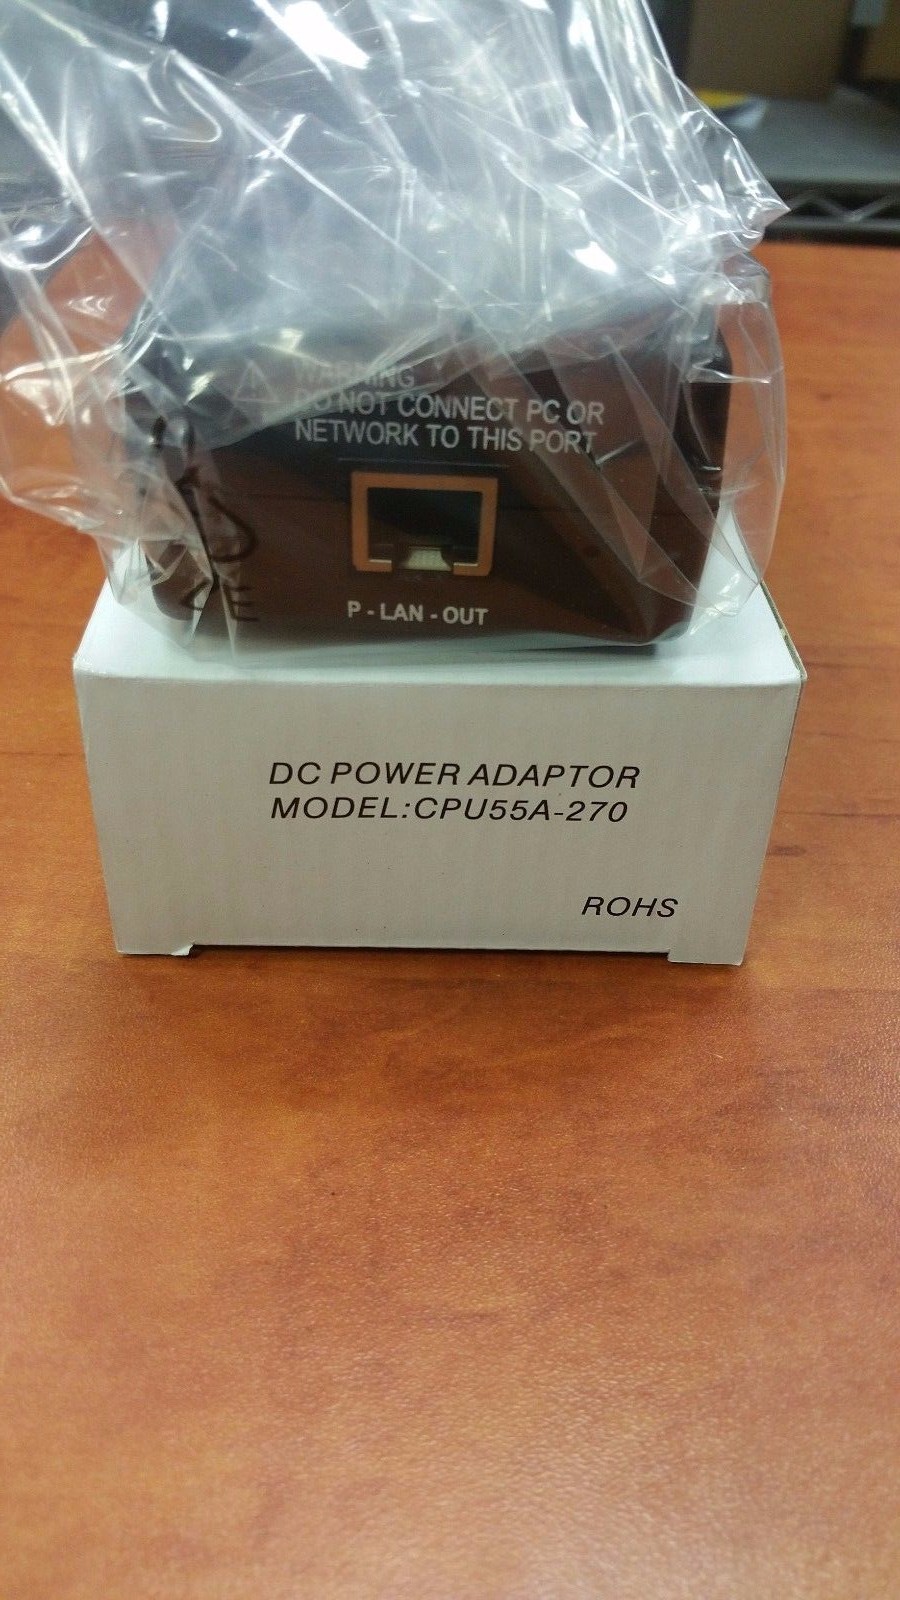 WARNING
DO NOT CONNECT PC OR
NETWORK TO THIS PORT
P - LAN - OUT
DC POWER ADAPTOR
MODEL:CPU55A-270
ROHS